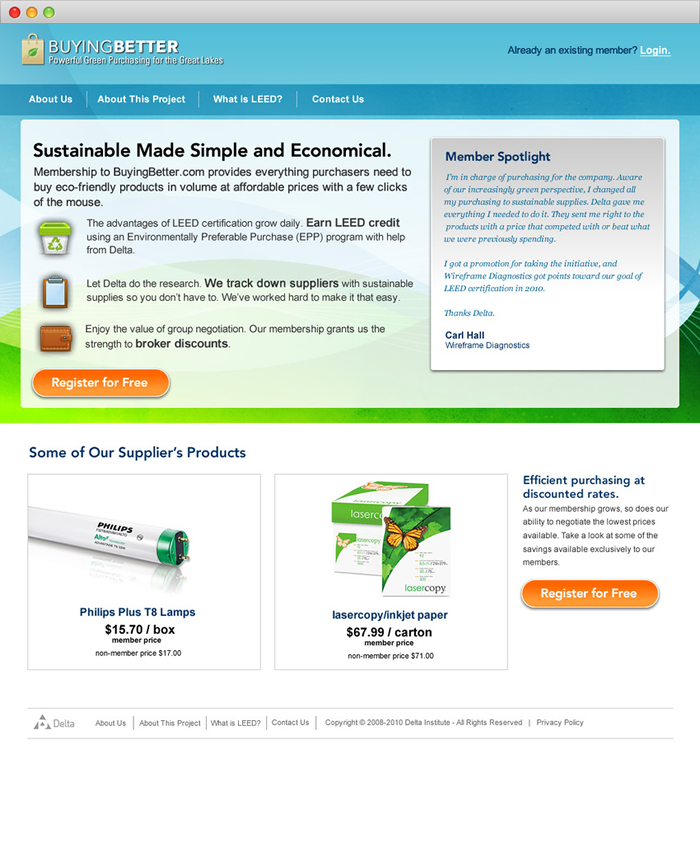 BUYINGBETTER
Powerful Green Purchasing for the Great Lakes
Already an existing member? Login.
About Us
About This Project
What is LEED?
Contact Us
Sustainable Made Simple and Economical.
Membership to BuyingBetter.com provides everything purchasers need to
buy eco-friendly products in volume at affordable prices with a few clicks
of the mouse.
The advantages of LEED certification grow daily. Earn LEED credit
using an Environmentally Preferable Purchase (EPP) program with help
from Delta.
Let Delta do the research. We track down suppliers with sustainable
supplies so you don't have to. We've worked hard to make it that easy.
Enjoy the value of group negotiation. Our membership grants us the
strength to broker discounts.
Register for Free
Member Spotlight
I'm in charge of purchasing for the company. Aware
of our increasingly green perspective, I changed all
my purchasing to sustainable supplies. Delta gave me
everything I needed to do it. They sent me right to the
products with a price that competed with or beat what
we were previously spending.
I got a promotion for taking the initiative, and
Wireframe Diagnostics got points toward our goal of
LEED certification in 2010.
Thanks Delta.
Carl Hall
Wireframe Diagnostics
Some of Our Supplier's Products
PHILIPS
Alto
Philips Plus T8 Lamps
$15.70 / box
member price
non-member price $17.00
laserco
lasercopy
lasercopy/inkjet paper
$67.99 / carton
member price
non-member price $71.00
Efficient purchasing at
discounted rates.
As our membership grows, so does our
ability to negotiate the lowest prices
available. Take a look at some of the
savings available exclusively to our
members.
Register for Free
Delta
About Us
About This Project
What is LEED?
Contact Us
Copyright © 2008-2010 Delta Institute - All Rights Reserved | Privacy Policy